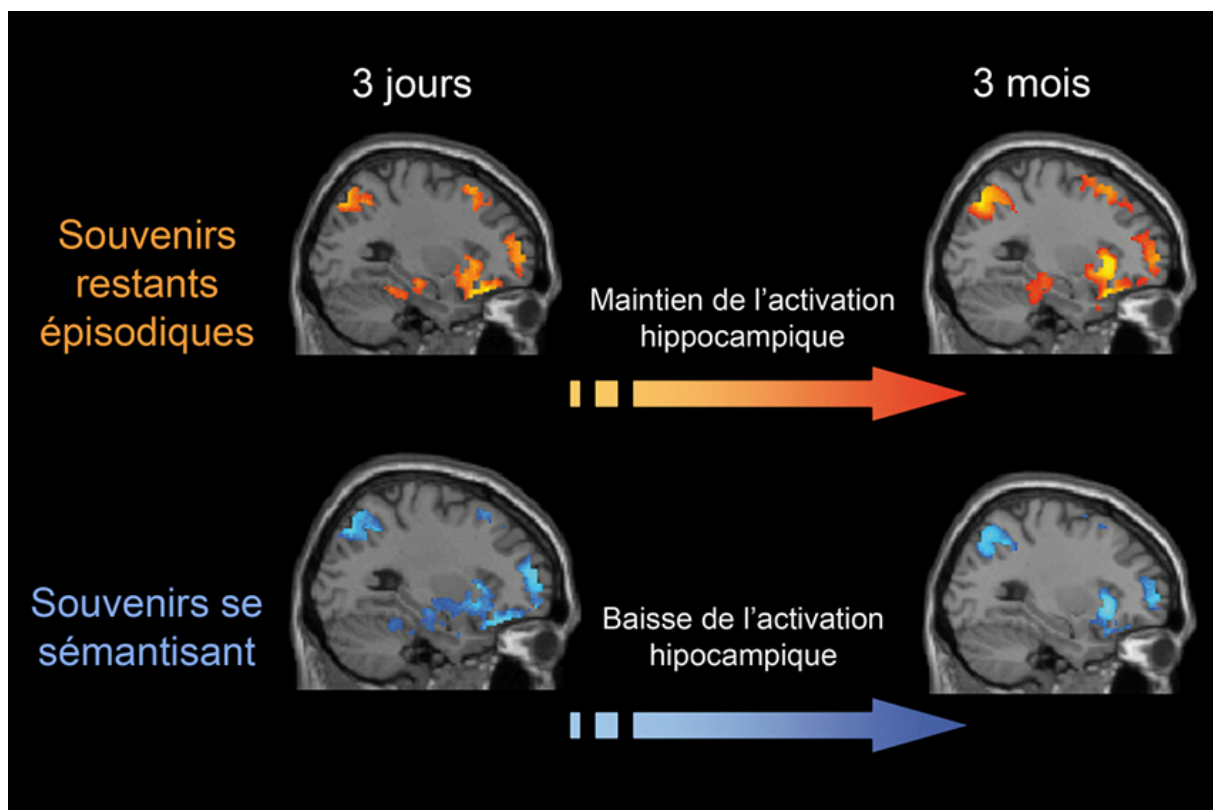 3 jours
3 mois
Souvenirs
restants
épisodiques
Maintien de l'activation
hippocampique
Souvenirs se
sémantisant
Baisse de l'activation
hipocampique